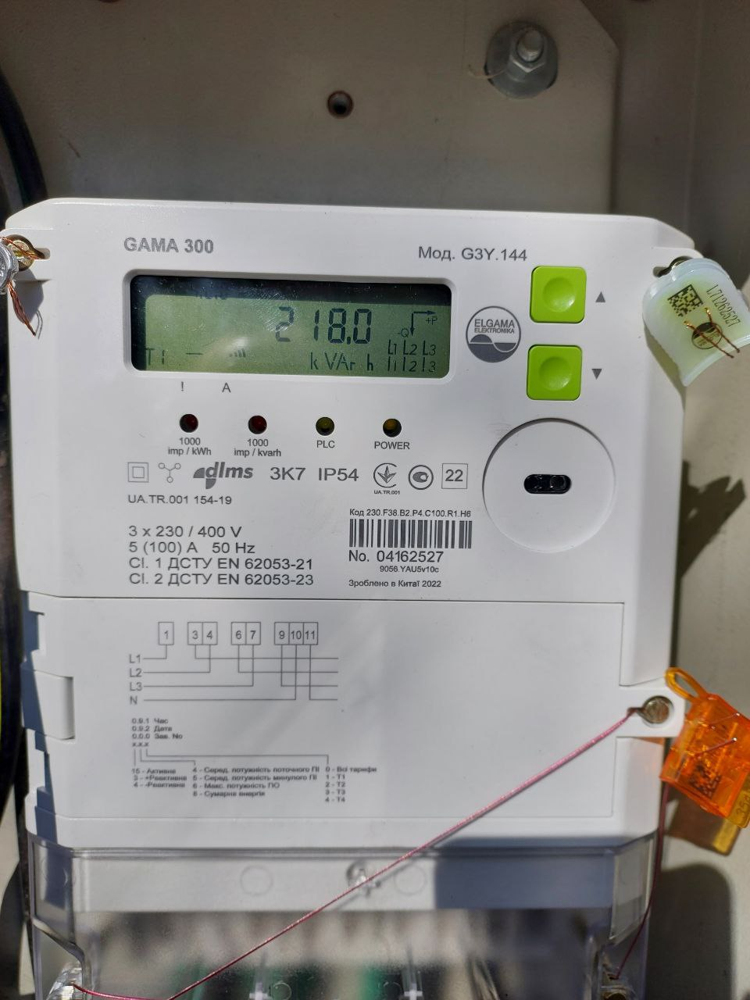 GAMA 300
Мод. G3Y.144
218.0
+P
-Q
L1 L2 L3
T1
k VAr h
I1 I2 I3
ELGAMA
ELEKTRONIKA
L71262527
! A
1000
imp / kWh
1000
imp / kvarh
PLC
POWER
dlms 3K7 IP54
UA.TR.001
22
UA.TR.001 154-19
3 x 230 / 400 V
5 (100) A 50 Hz
Cl. 1 ДСТУ EN 62053-21
Cl. 2 ДСТУ EN 62053-23
Код 230.F38.B2.P4.C100.R1.H6
No. 04162527
9056.YAU5v10c
Зроблено в Китаї 2022
1 3 4 6 7 9 10 11
L1
L2
L3
N
0.9.1 Час
0.9.2 Дата
0.0.0 Зав. No
x.x.x
15 - Активна
3 - +Реактивна
4 - -Реактивна
4 - Серед. потужність поточного ПІ
5 - Серед. потужність минулого ПІ
6 - Макс. потужність ПО
8 - Сумарна енергія
0 - Всі тарифи
1 - T1
2 - T2
3 - T3
4 - T4